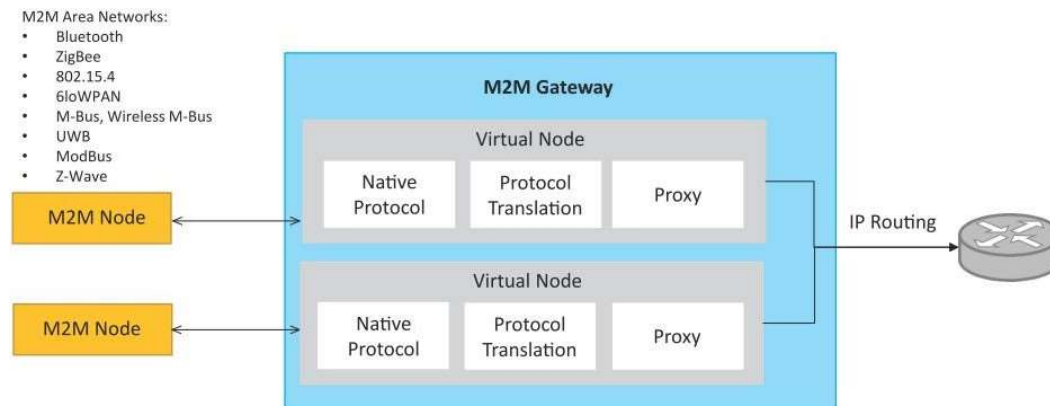 M2M Area Networks:
• Bluetooth
• ZigBee
• 802.15.4
• 6loWPAN
• M-Bus, Wireless M-Bus
• UWB
• ModBus
• Z-Wave
M2M Gateway
Virtual Node
Native
Protocol
Protocol
Translation
Proxy
M2M Node
IP Routing
Virtual Node
Native
Protocol
Protocol
Translation
Proxy
M2M Node